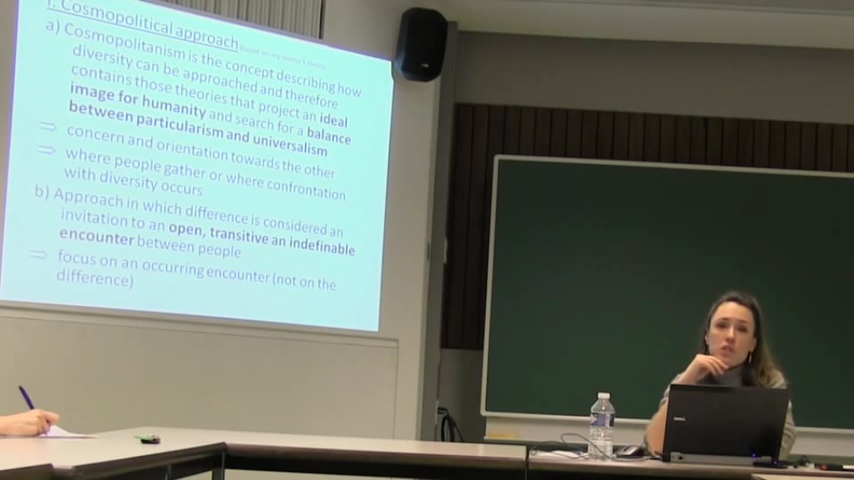 1. Cosmopolitical approach
a) Cosmopolitanism is the concept describing how
diversity can be approached and therefore
contains those theories that project an ideal
image for humanity and search for a balance
between particularism and universalism
⇒ concern and orientation towards the other
⇒ where people gather or where confrontation
with diversity occurs
b) Approach in which difference is considered an
invitation to an open, transitive an indefinable
encounter between people
⇒ focus on an occurring encounter (not on the
difference)
DELL